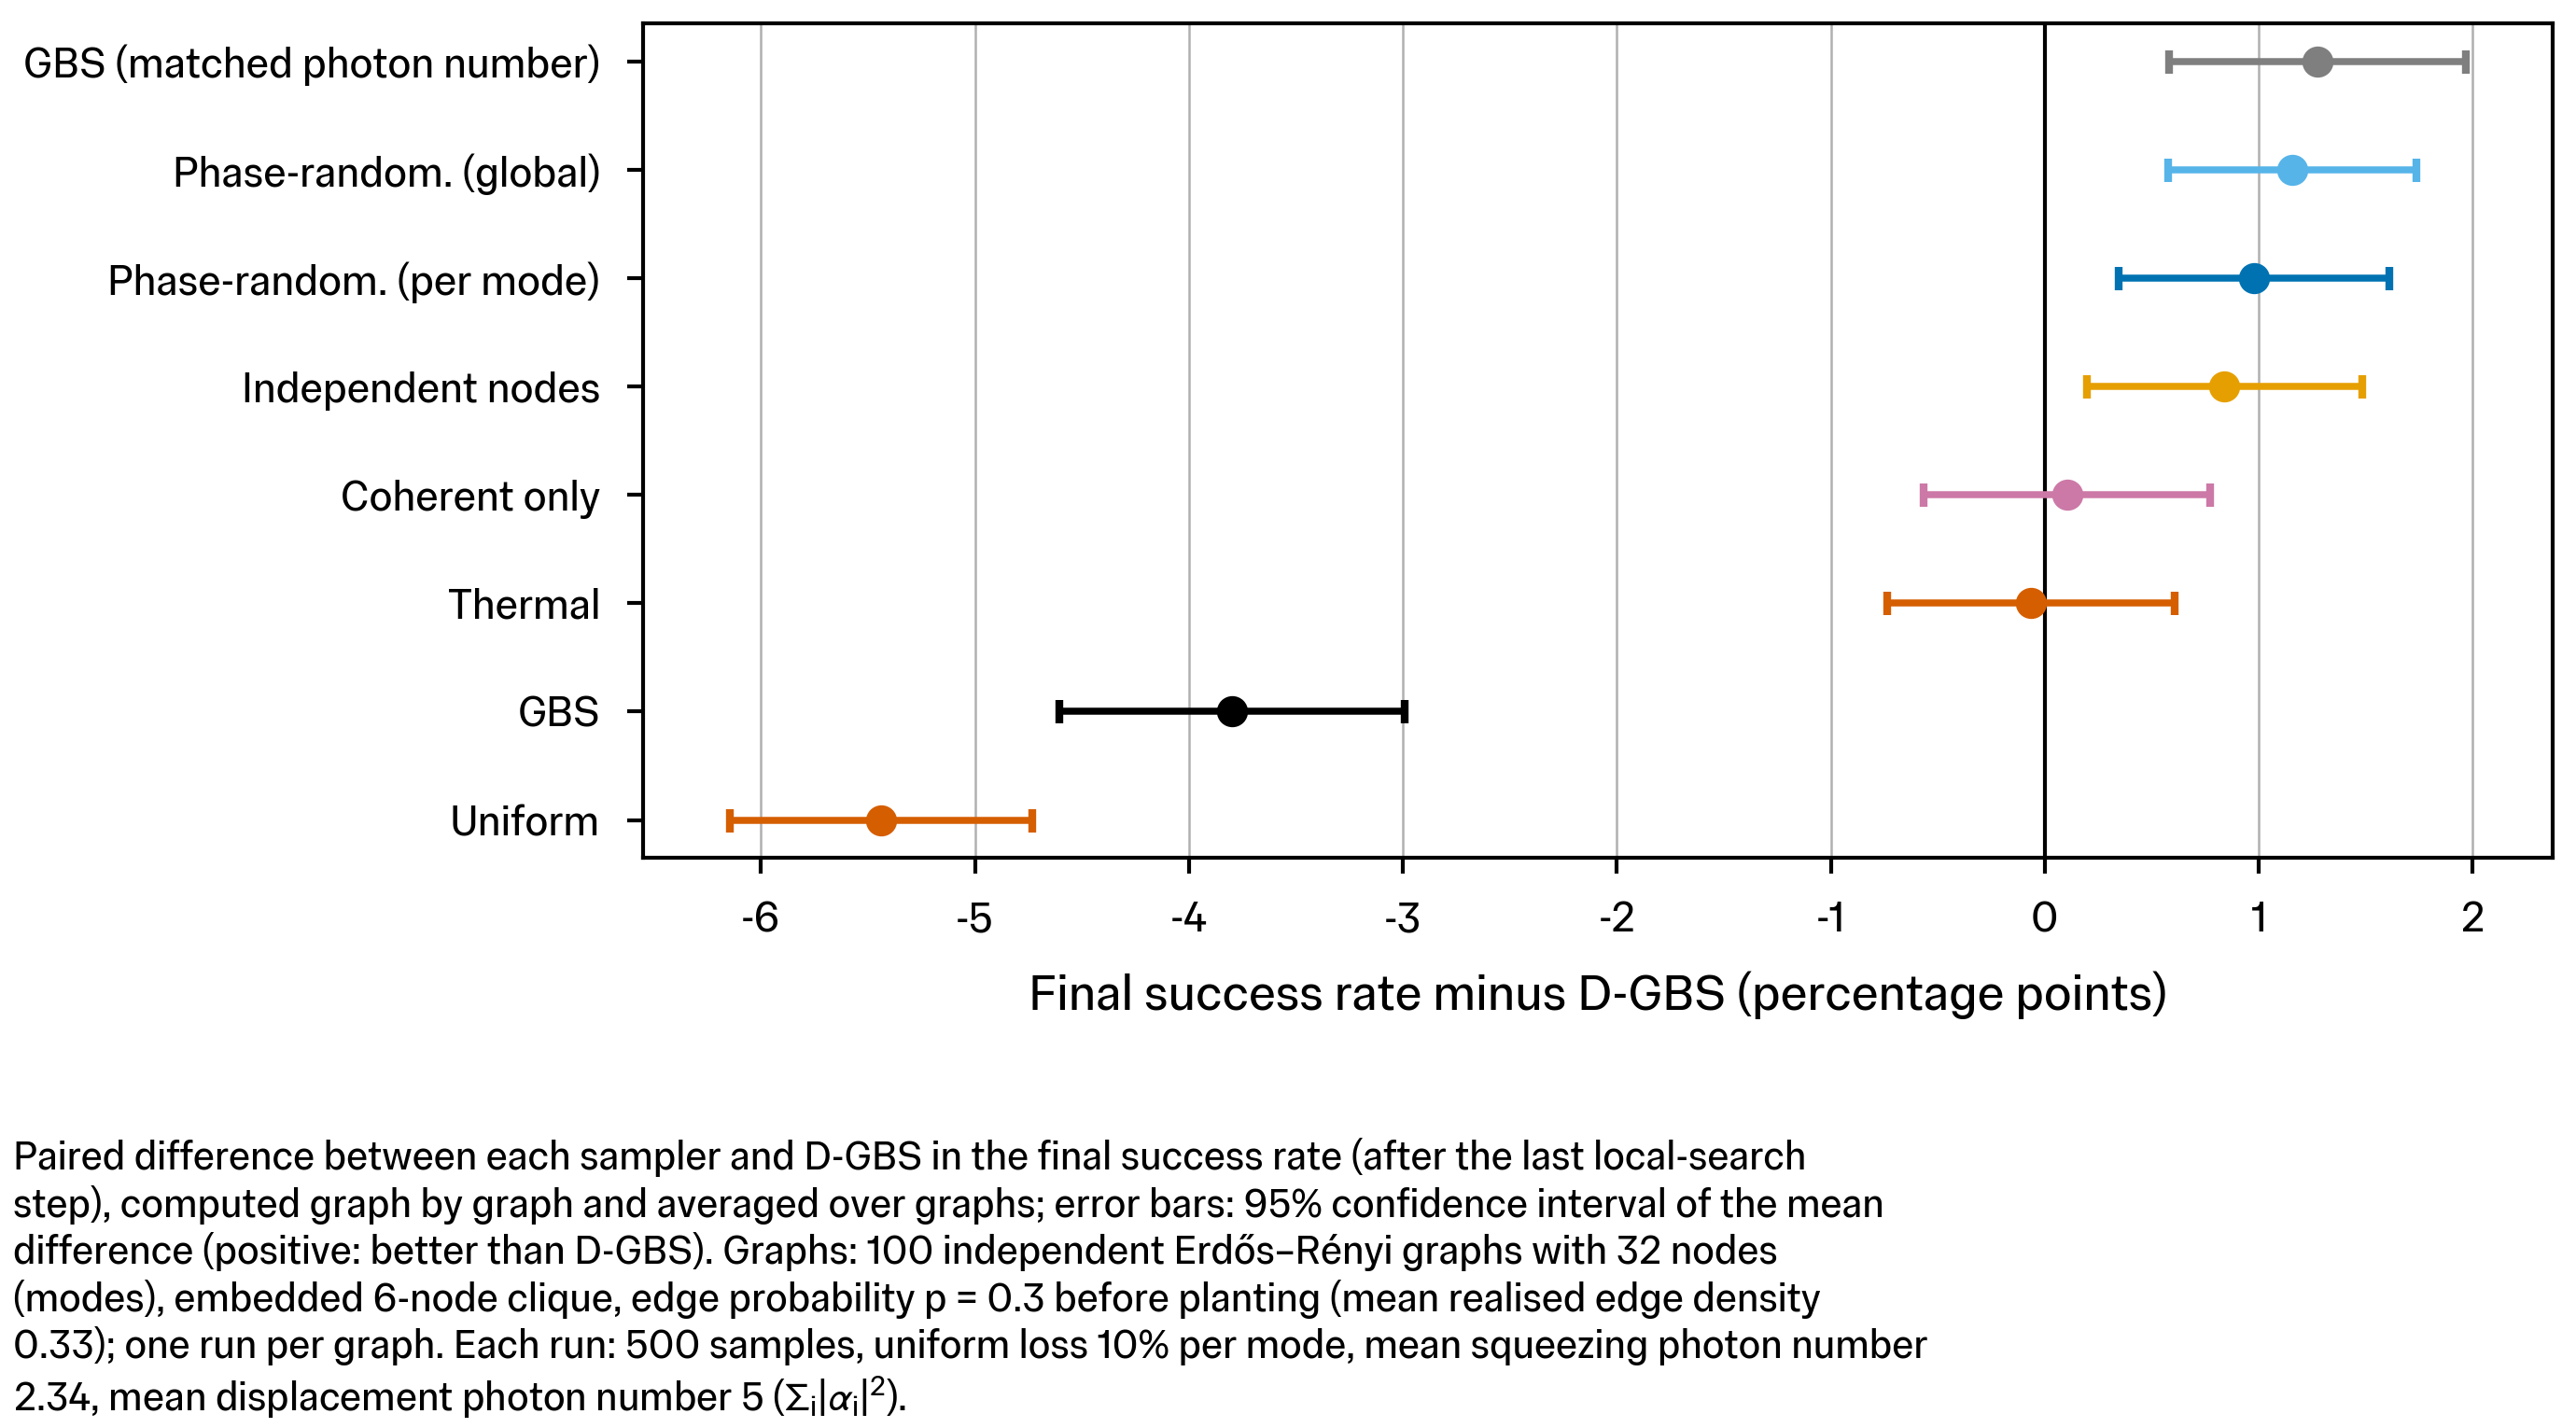 GBS (matched photon number)
Phase-random. (global)
Phase-random. (per mode)
Independent nodes
Coherent only
Thermal
GBS
Uniform
-6 -5 -4 -3 -2 -1 0 1 2
Final success rate minus D-GBS (percentage points)
Paired difference between each sampler and D-GBS in the final success rate (after the last local-search
step), computed graph by graph and averaged over graphs; error bars: 95% confidence interval of the mean
difference (positive: better than D-GBS). Graphs: 100 independent Erdős–Rényi graphs with 32 nodes
(modes), embedded 6-node clique, edge probability p = 0.3 before planting (mean realised edge density
0.33); one run per graph. Each run: 500 samples, uniform loss 10% per mode, mean squeezing photon number
2.34, mean displacement photon number 5 (Σᵢ|αᵢ|²).